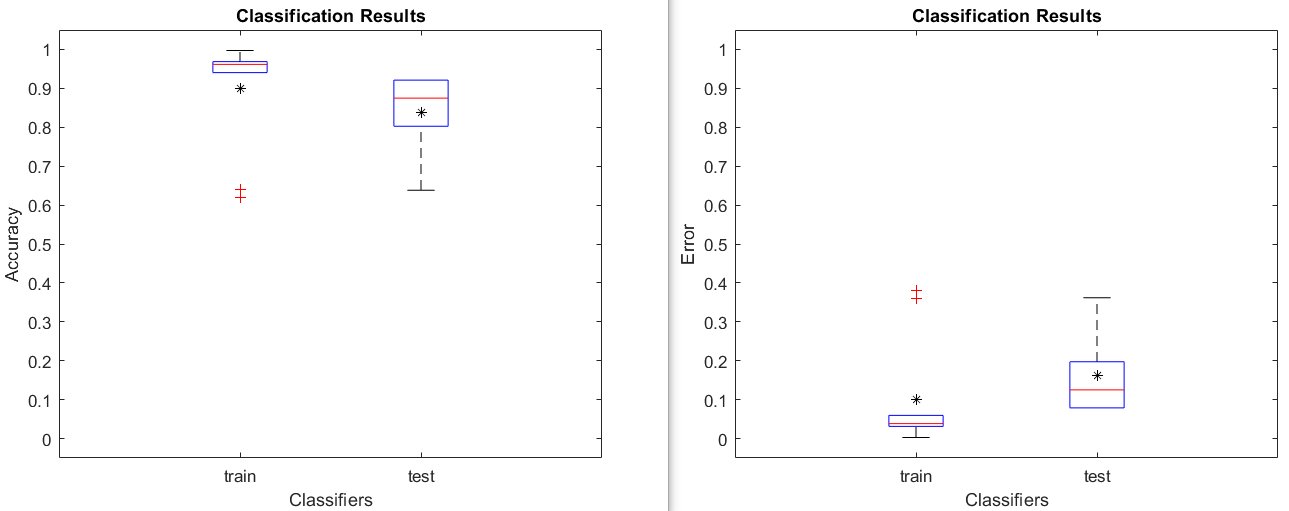 Classification Results
1
0.9
0.8
0.7
0.6
0.5
0.4
0.3
0.2
0.1
0
Accuracy
train test
Classifiers
Classification Results
1
0.9
0.8
0.7
0.6
0.5
0.4
0.3
0.2
0.1
0
Error
train test
Classifiers